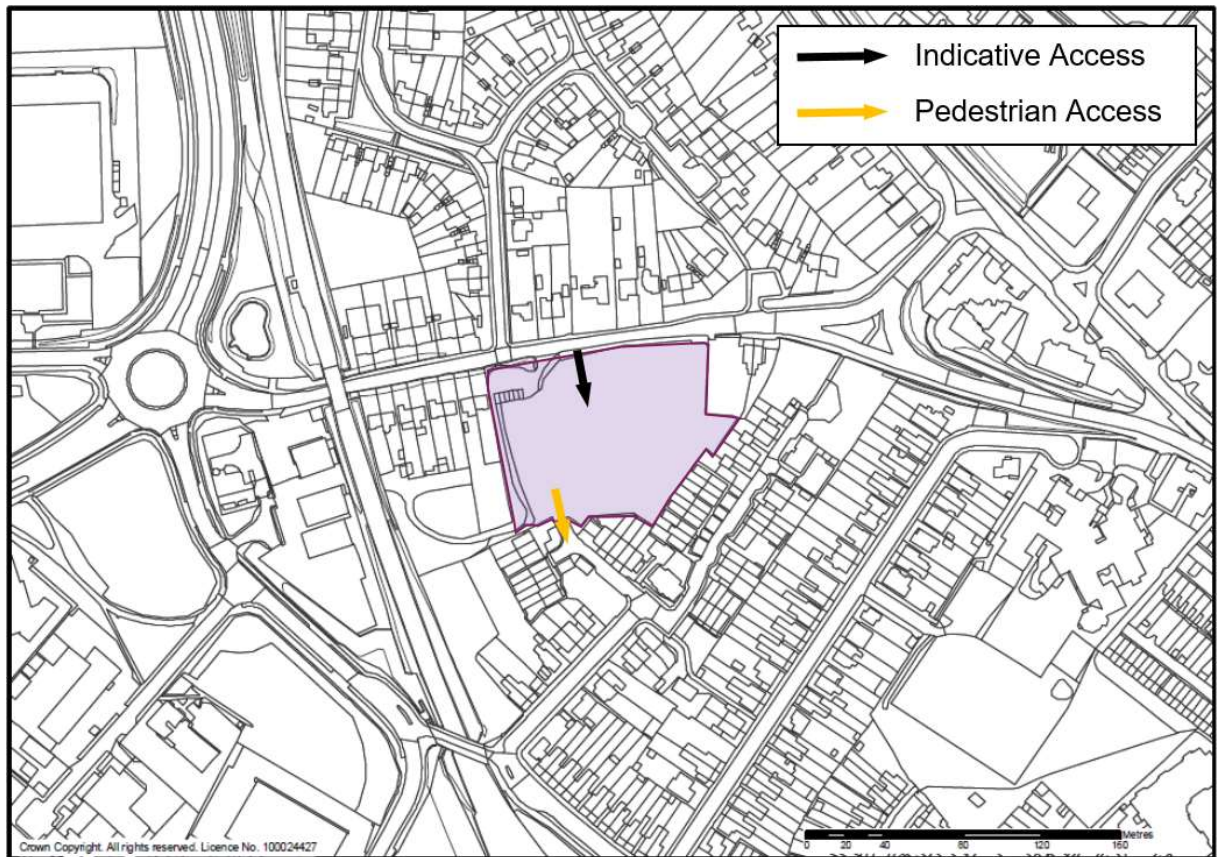 Indicative Access
Pedestrian Access
Metres
0 20 40 80 120 160
Crown Copyright. All rights reserved. Licence No. 100024427